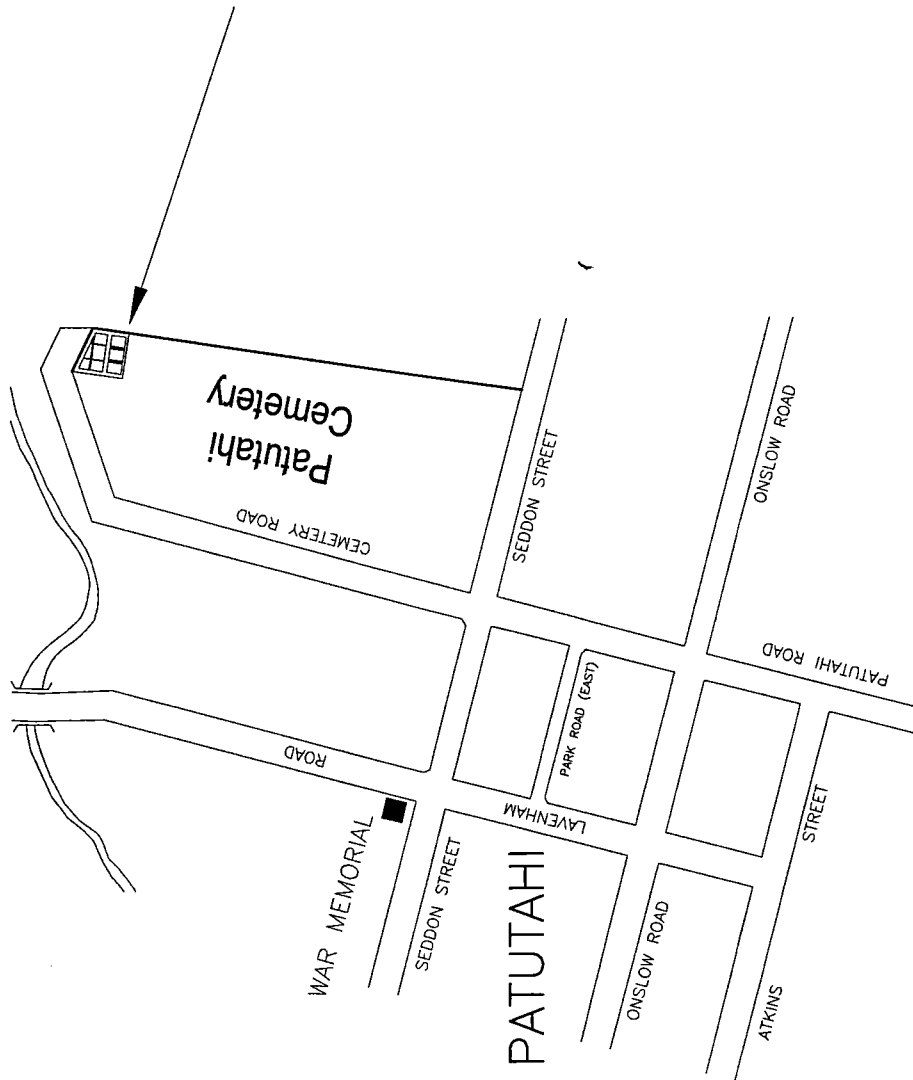 Patutahi
Cemetery
CEMETERY ROAD
SEDDON STREET
ONSLOW ROAD
PATUTAHI ROAD
PARK ROAD (EAST)
ROAD
LAVENHAM
WAR MEMORIAL
SEDDON STREET
PATUTAHI
ONSLOW ROAD
STREET
ATKINS